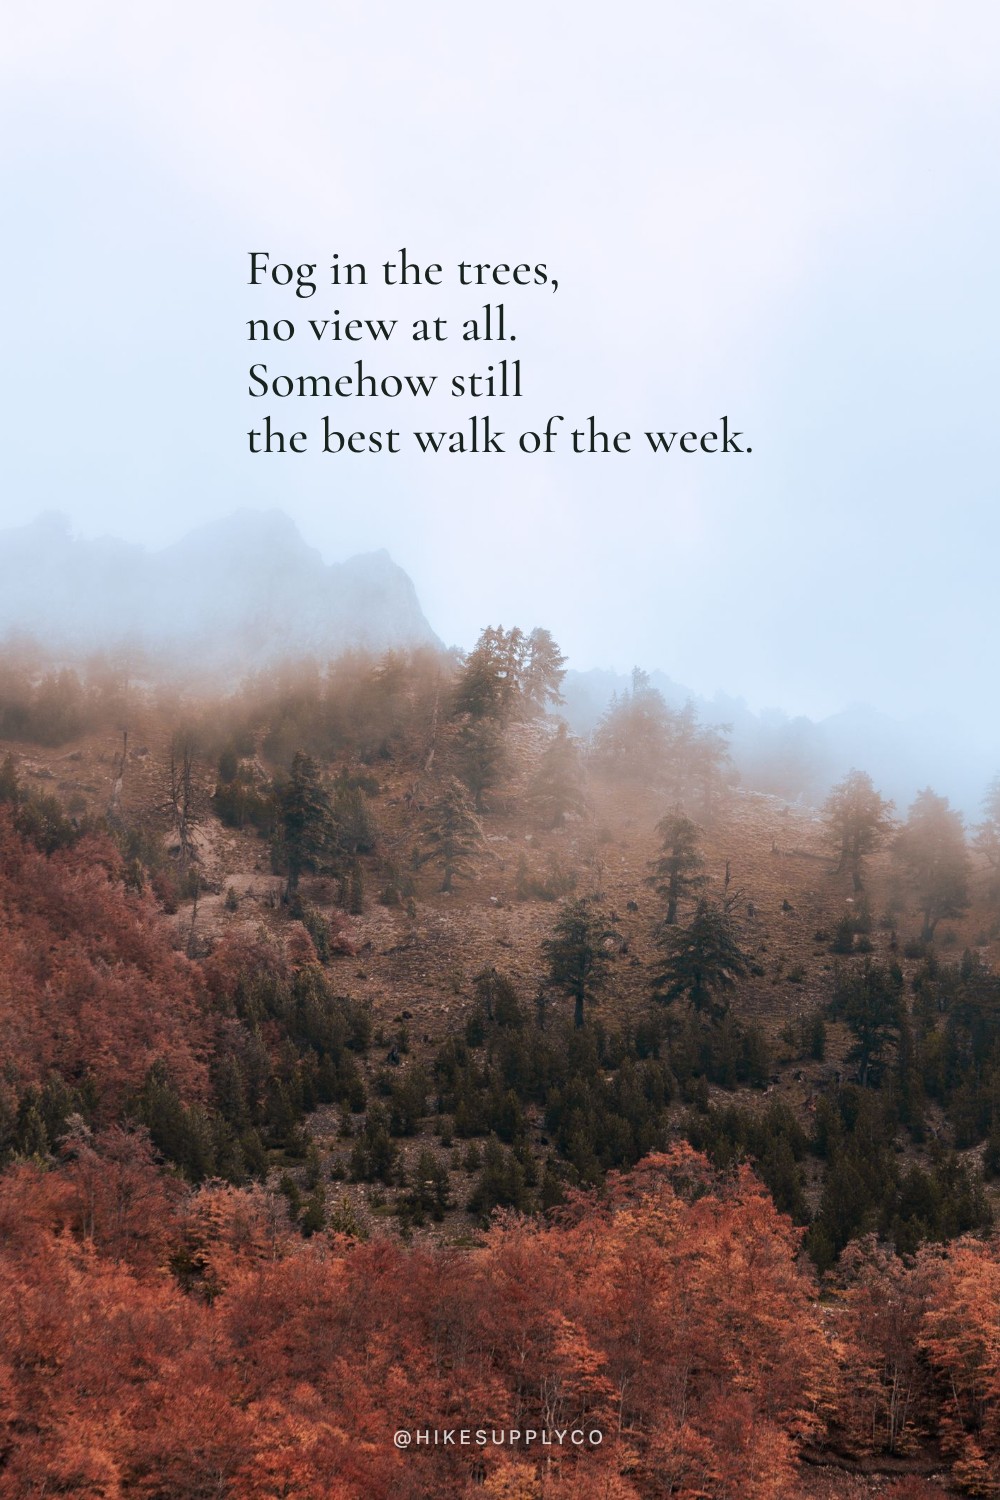 Fog in the trees,
no view at all.
Somehow still
the best walk of the week.
@HIKESUPPLYCO